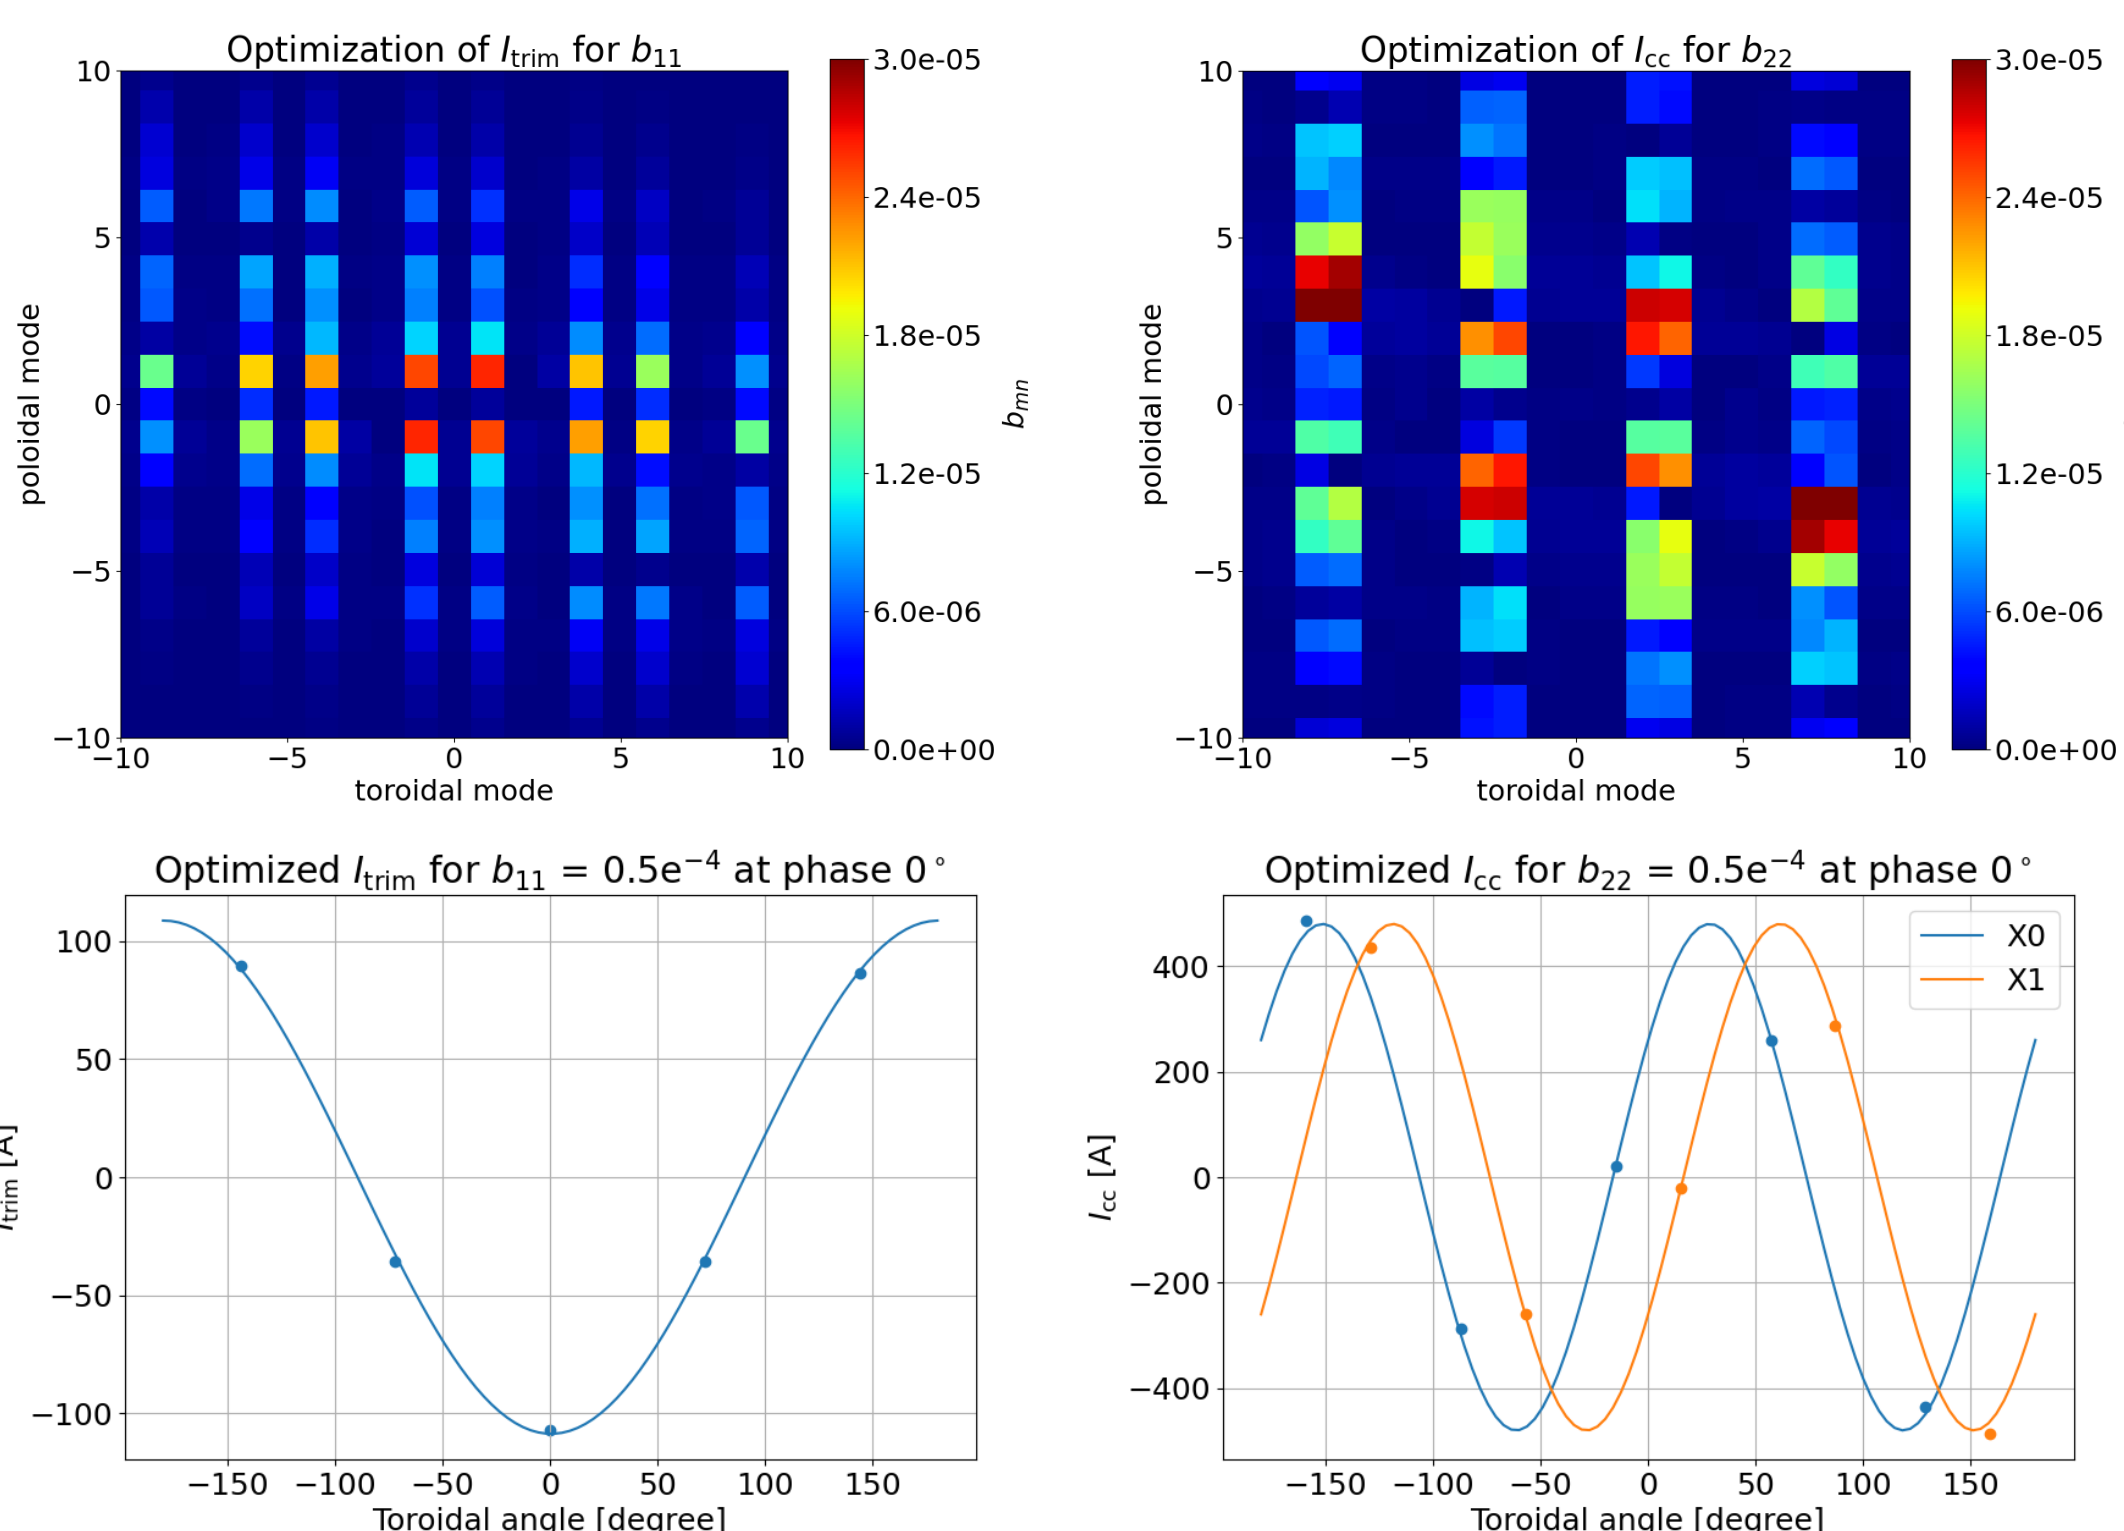 Optimization of I_trim for b_11
10
5
0
−5
−10
−10
−5
0
5
10
poloidal mode
toroidal mode
3.0e-05
2.4e-05
1.8e-05
1.2e-05
6.0e-06
0.0e+00
b_mn
Optimization of I_cc for b_22
10
5
0
−5
−10
−10
−5
0
5
10
poloidal mode
toroidal mode
3.0e-05
2.4e-05
1.8e-05
1.2e-05
6.0e-06
0.0e+00
Optimized I_trim for b_11 = 0.5e^−4 at phase 0°
100
50
0
−50
−100
−150
−100
−50
0
50
100
150
I_trim [A]
Toroidal angle [degree]
Optimized I_cc for b_22 = 0.5e^−4 at phase 0°
X0
X1
400
200
0
−200
−400
−150
−100
−50
0
50
100
150
I_cc [A]
Toroidal angle [degree]